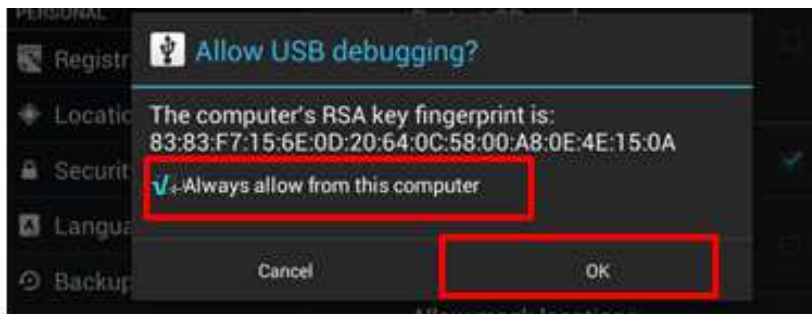 PERSONAL
Registr
Allow USB debugging?
Locatic
The computer's RSA key fingerprint is:
83:83:F7:15:6E:0D:20:64:0C:58:00:A8:0E:4E:15:0A
Securit
Always allow from this computer
Langua
Backup
Cancel
OK